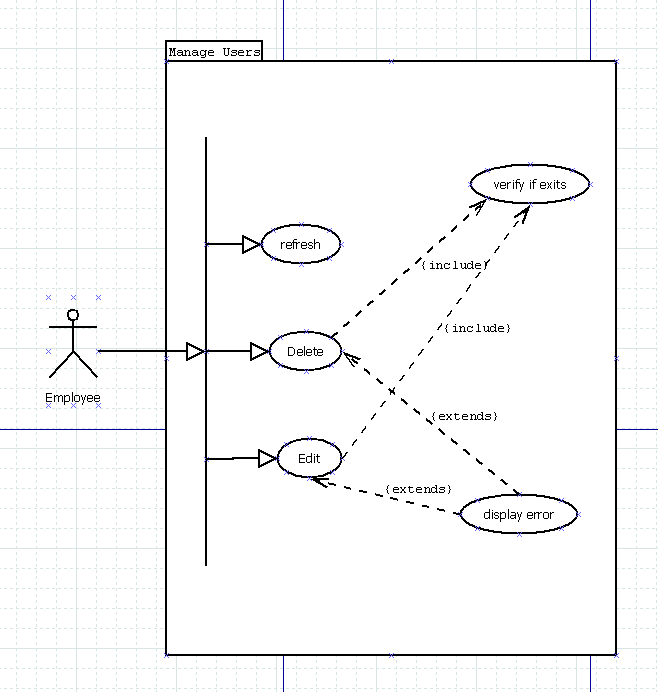 Manage Users
verify if exits
refresh
{include}
{include}
Delete
Employee
{extends}
Edit
{extends}
display error